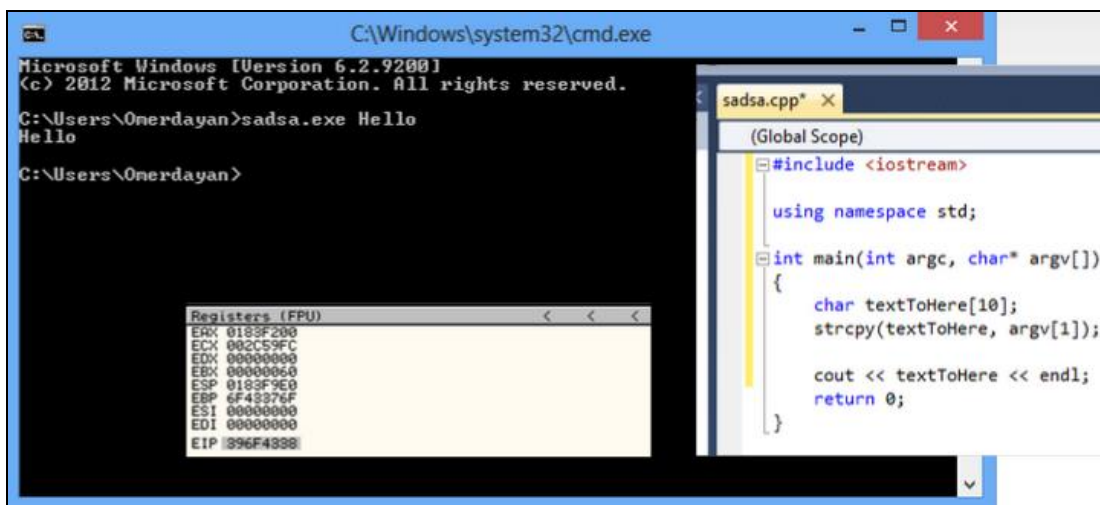 C:\Windows\system32\cmd.exe
Microsoft Windows [Version 6.2.9200]
(c) 2012 Microsoft Corporation. All rights reserved.
C:\Users\Omerdayan>sadsa.exe Hello
Hello
C:\Users\Omerdayan>
Registers (FPU) < < <
EAX 0183F200
ECX 002C59FC
EDX 00000000
EBX 00000060
ESP 0183F9E0
EBP 6F43376F
ESI 00000000
EDI 00000000
EIP 396F4338
sadsa.cpp*
(Global Scope)
#include <iostream>
using namespace std;
int main(int argc, char* argv[])
{
char textToHere[10];
strcpy(textToHere, argv[1]);
cout << textToHere << endl;
return 0;
}